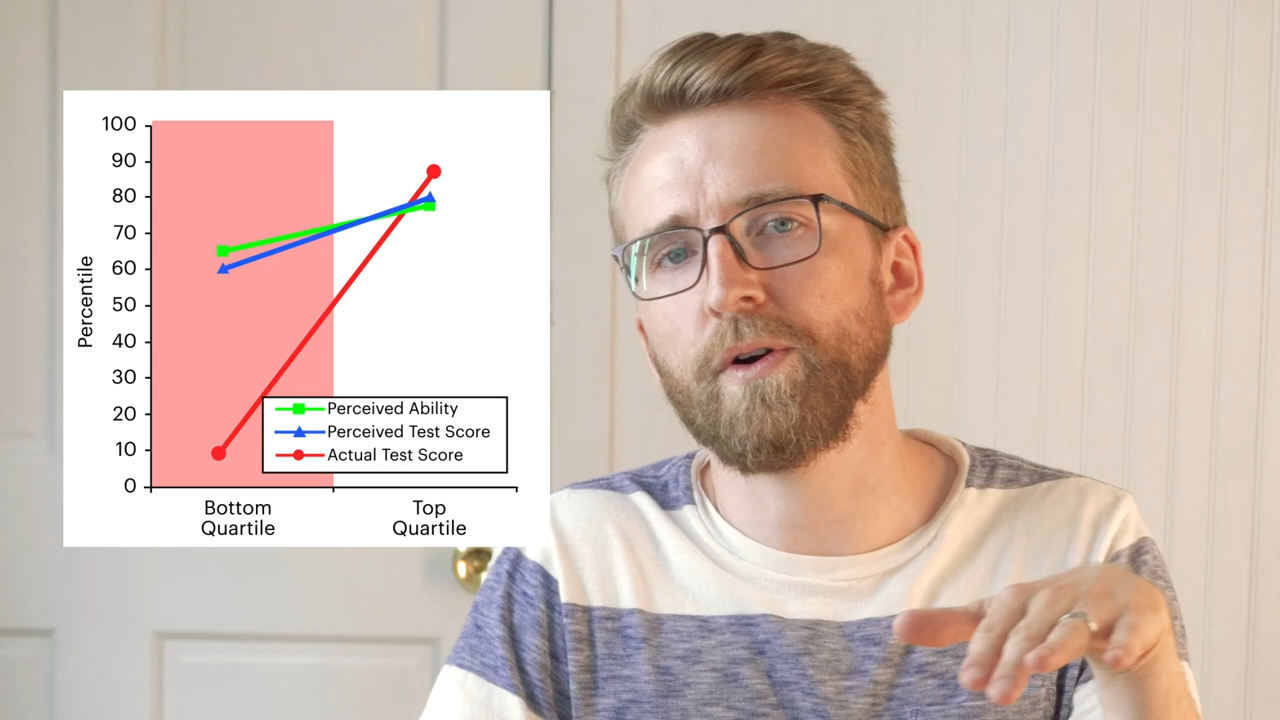 100
90
80
70
60
50
40
30
20
10
0
Percentile
Perceived Ability
Perceived Test Score
Actual Test Score
Bottom
Quartile
Top
Quartile